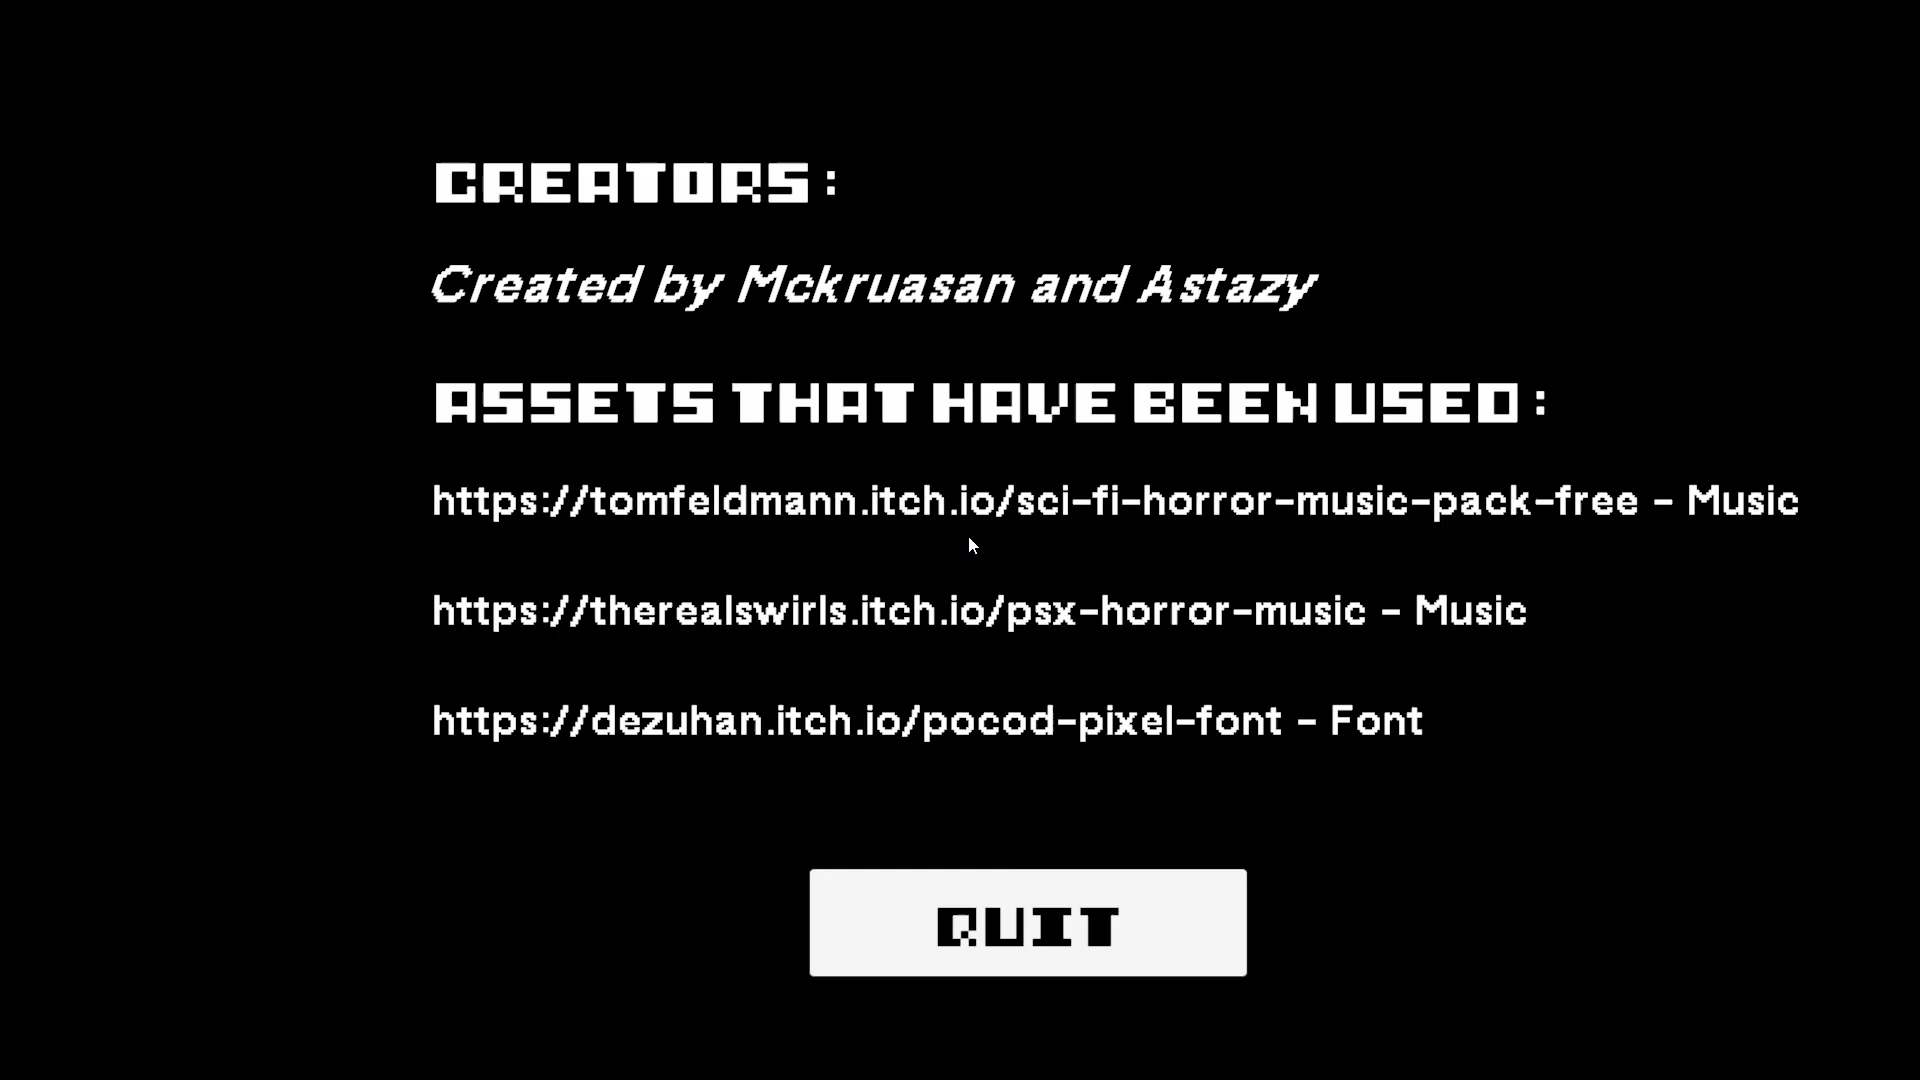 CREATORS:
Created by Mckruasan and Astazy
ASSETS THAT HAVE BEEN USED:
https://tomfeldmann.itch.io/sci-fi-horror-music-pack-free - Music
https://therealswirls.itch.io/psx-horror-music - Music
https://dezuhan.itch.io/pocod-pixel-font - Font
QUIT